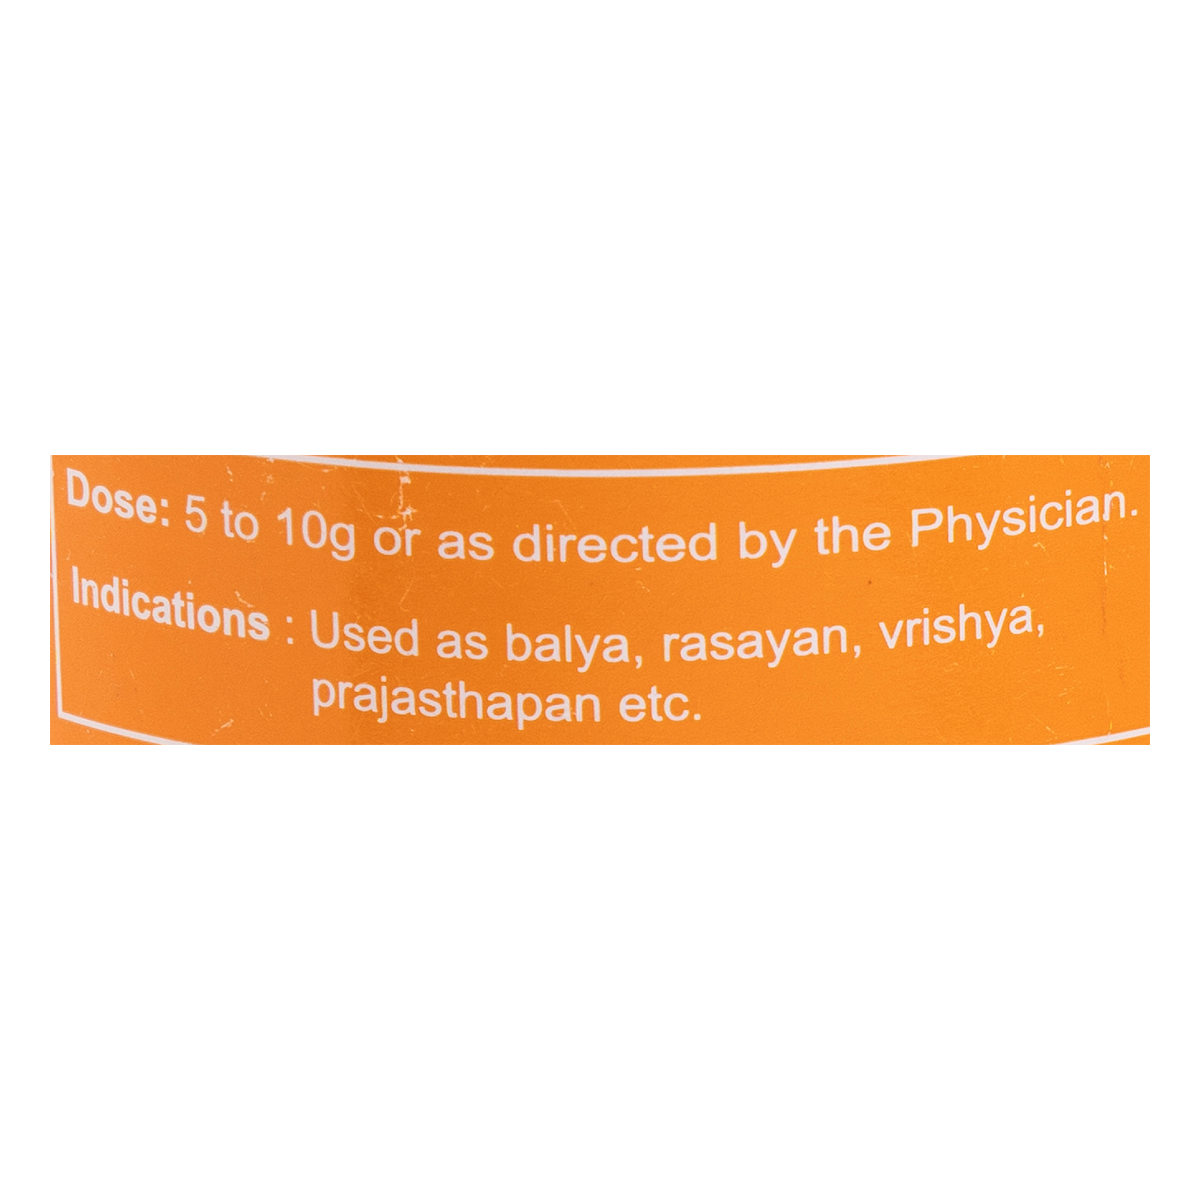 Dose: 5 to 10g or as directed by the Physician.
Indications : Used as balya, rasayan, vrishya,
prajasthapan etc.